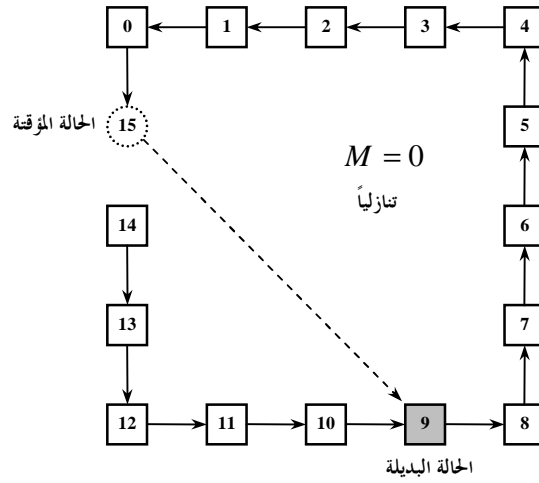 0 1 2 3 4
الحالة المؤقتة 15 5
M = 0
تنازلياً
14 6
13 7
12 11 10 9 8
الحالة البديلة